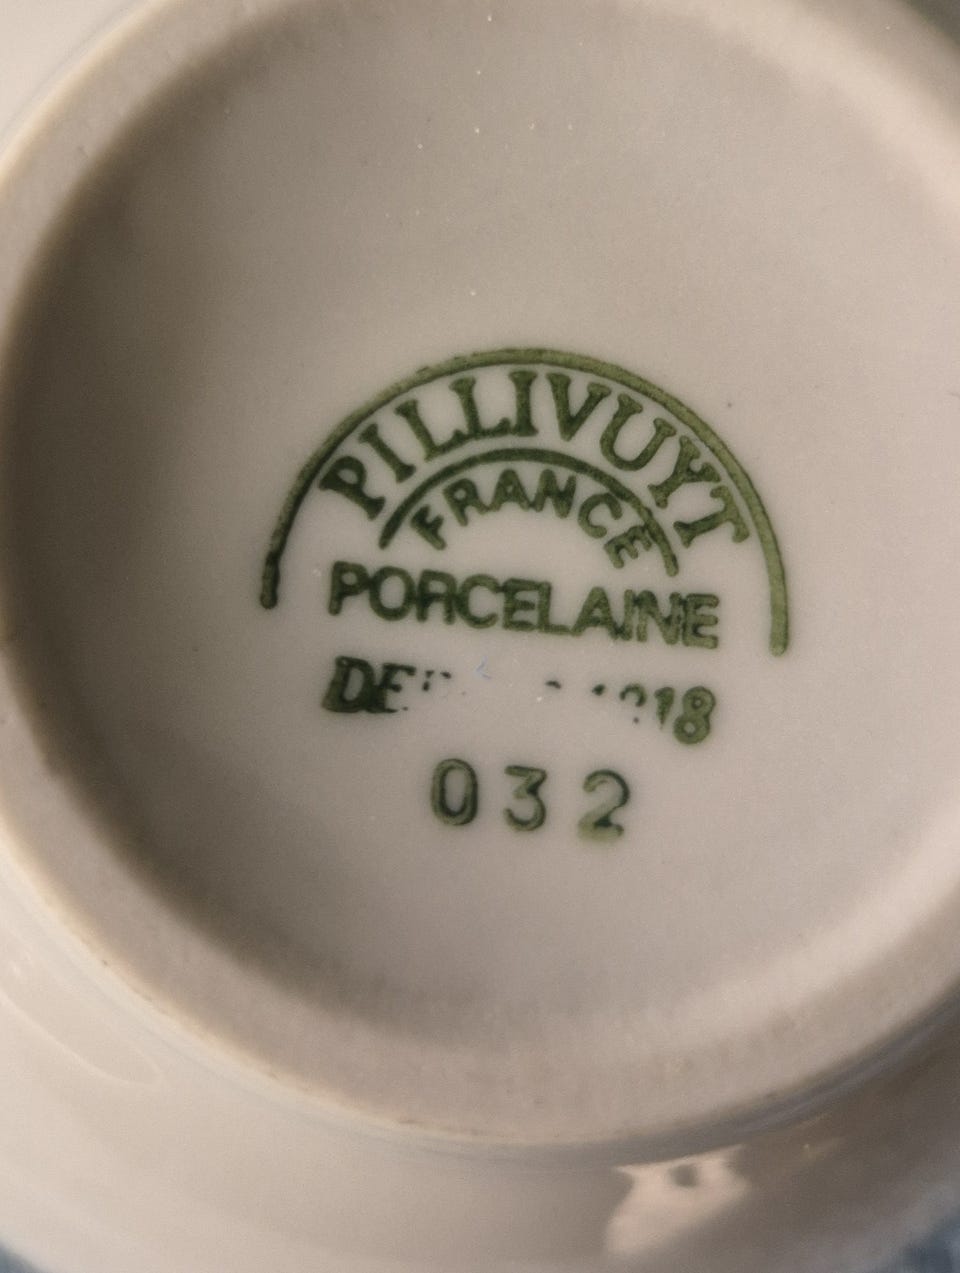 PILLIVUYT
FRANCE
PORCELAINE
032